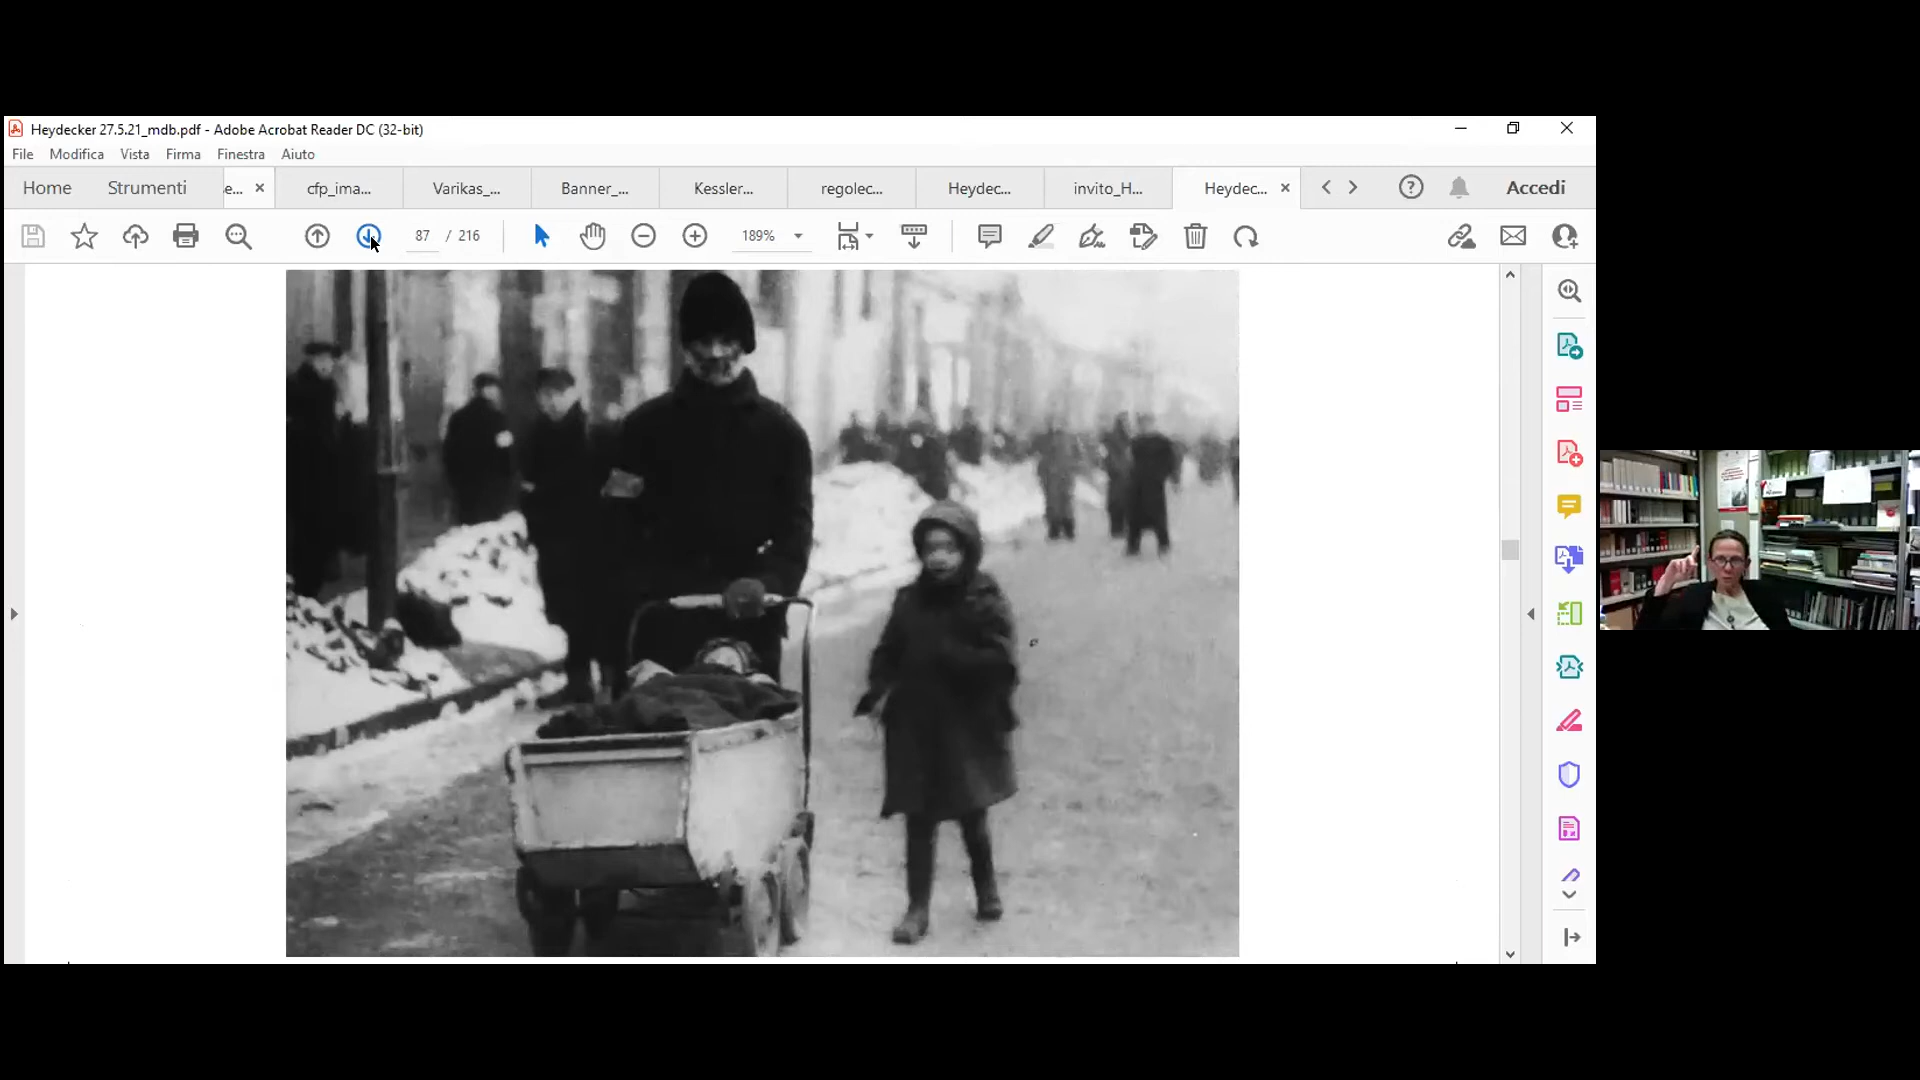 Heydecker 27.5.21_mdb.pdf - Adobe Acrobat Reader DC (32-bit)
File Modifica Vista Firma Finestra Aiuto
Home Strumenti e... cfp_ima... Varikas_... Banner_... Kessler... regolec... Heydec... invito_H... Heydec... Accedi
87 / 216 189%